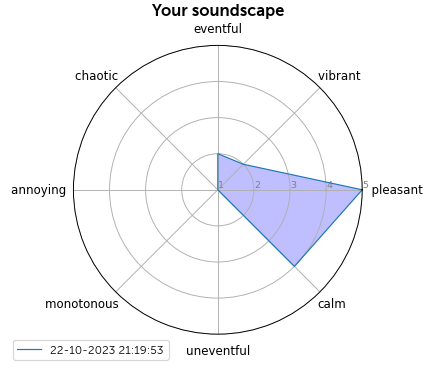 Your soundscape
eventful
chaotic
vibrant
annoying
1 2 3 4 5
pleasant
monotonous
calm
22-10-2023 21:19:53
uneventful